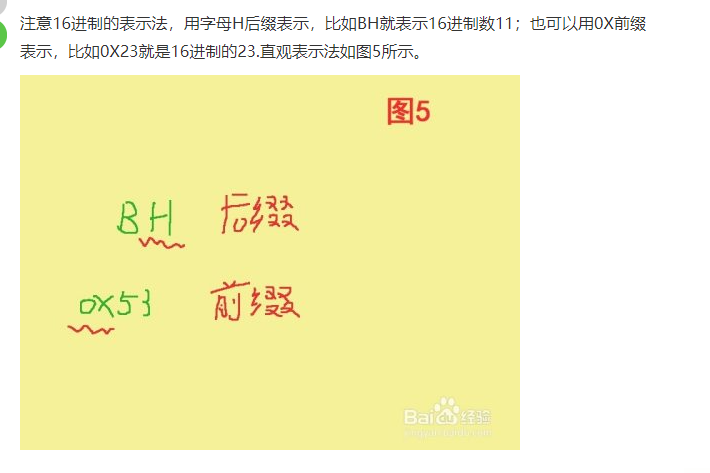 注意16进制的表示法，用字母H后缀表示，比如BH就表示16进制数11；也可以用0X前缀
表示，比如0X23就是16进制的23.直观表示法如图5所示。
图5
BH 后缀
0X53 前缀
Baidu经验
jingyan.baidu.com